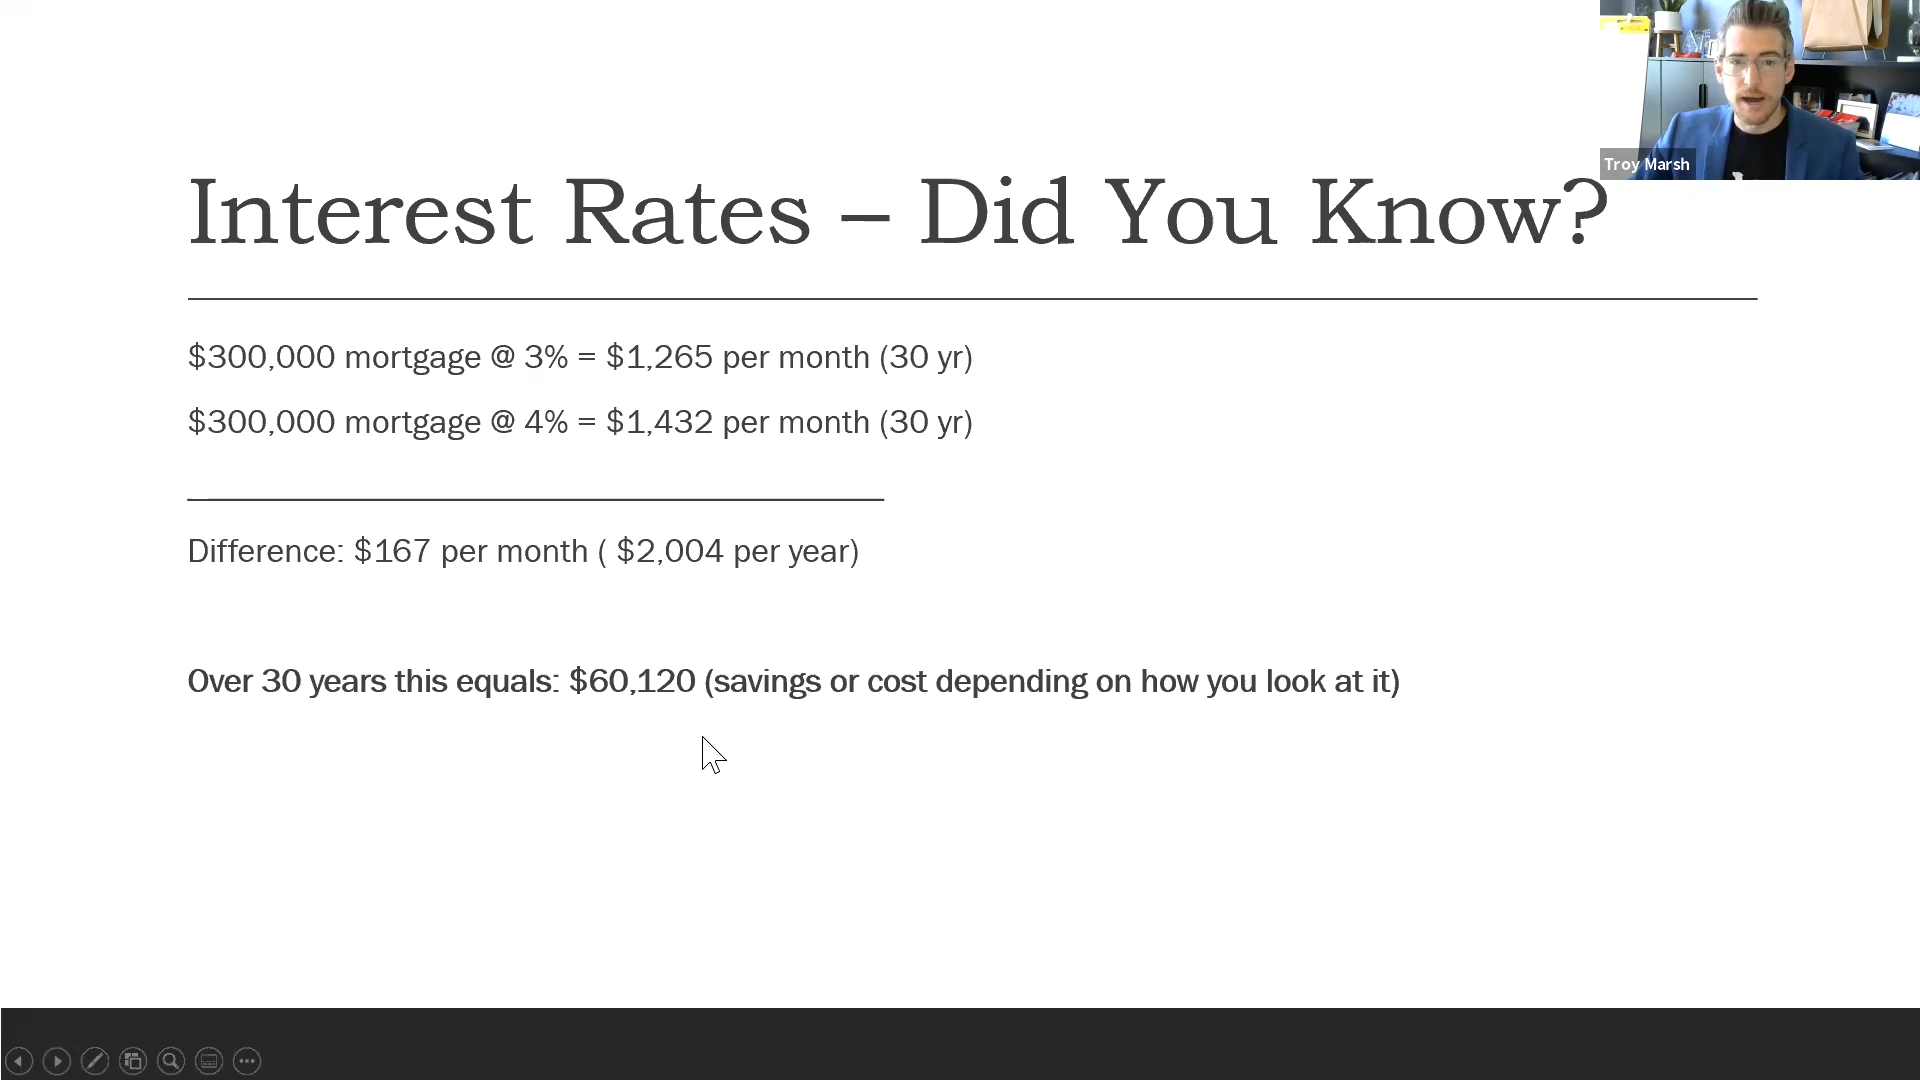 Troy Marsh
Interest Rates – Did You Know?
$300,000 mortgage @ 3% = $1,265 per month (30 yr)
$300,000 mortgage @ 4% = $1,432 per month (30 yr)
Difference: $167 per month ( $2,004 per year)
Over 30 years this equals: $60,120 (savings or cost depending on how you look at it)